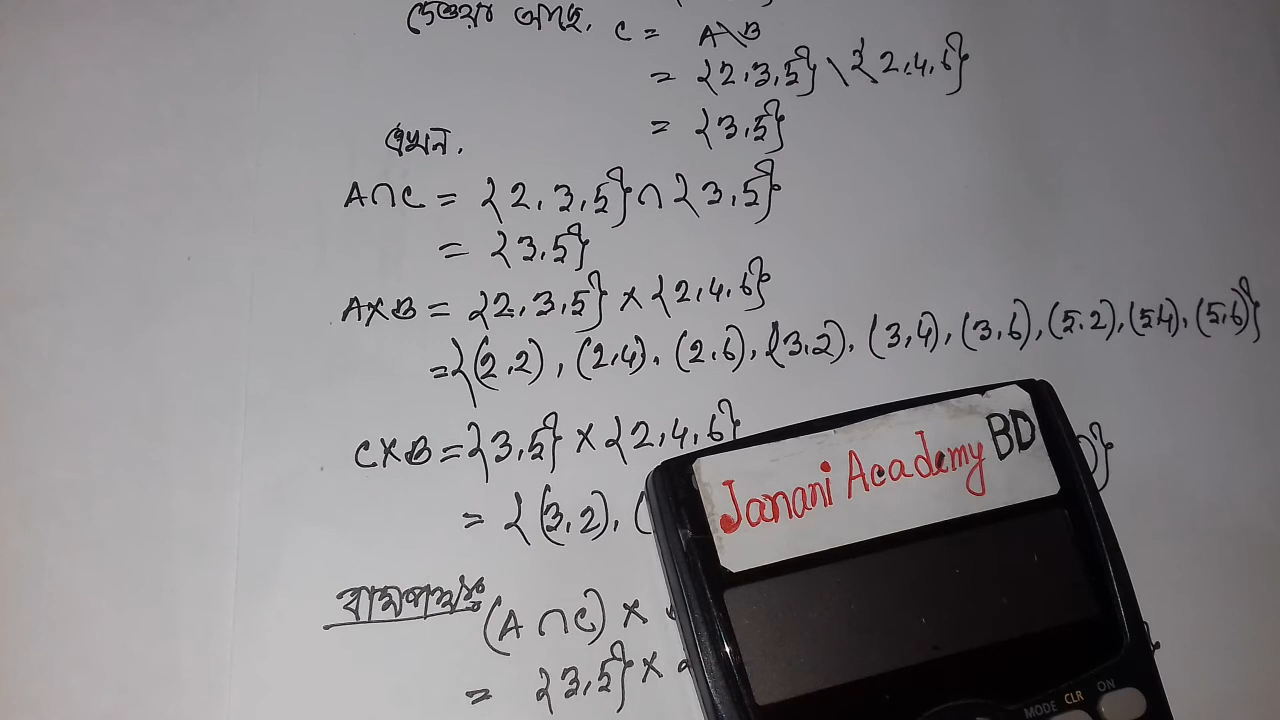 দেওয়া আছে, C = A\B
= {2,3,5} \ {2,4,6}
= {3,5}
এখন,
A∩C = {2,3,5} ∩ {3,5}
= {3,5}
A×B = {2,3,5} × {2,4,6}
= {(2,2), (2,4), (2,6), (3,2), (3,4), (3,6), (5,2), (5,4), (5,6)}
C×B = {3,5} × {2,4,6}
= {(3,2), ( )}
বামপক্ষঃ (A∩C) ×
= {3,5} ×
Janani Academy BD
MODE CLR ON